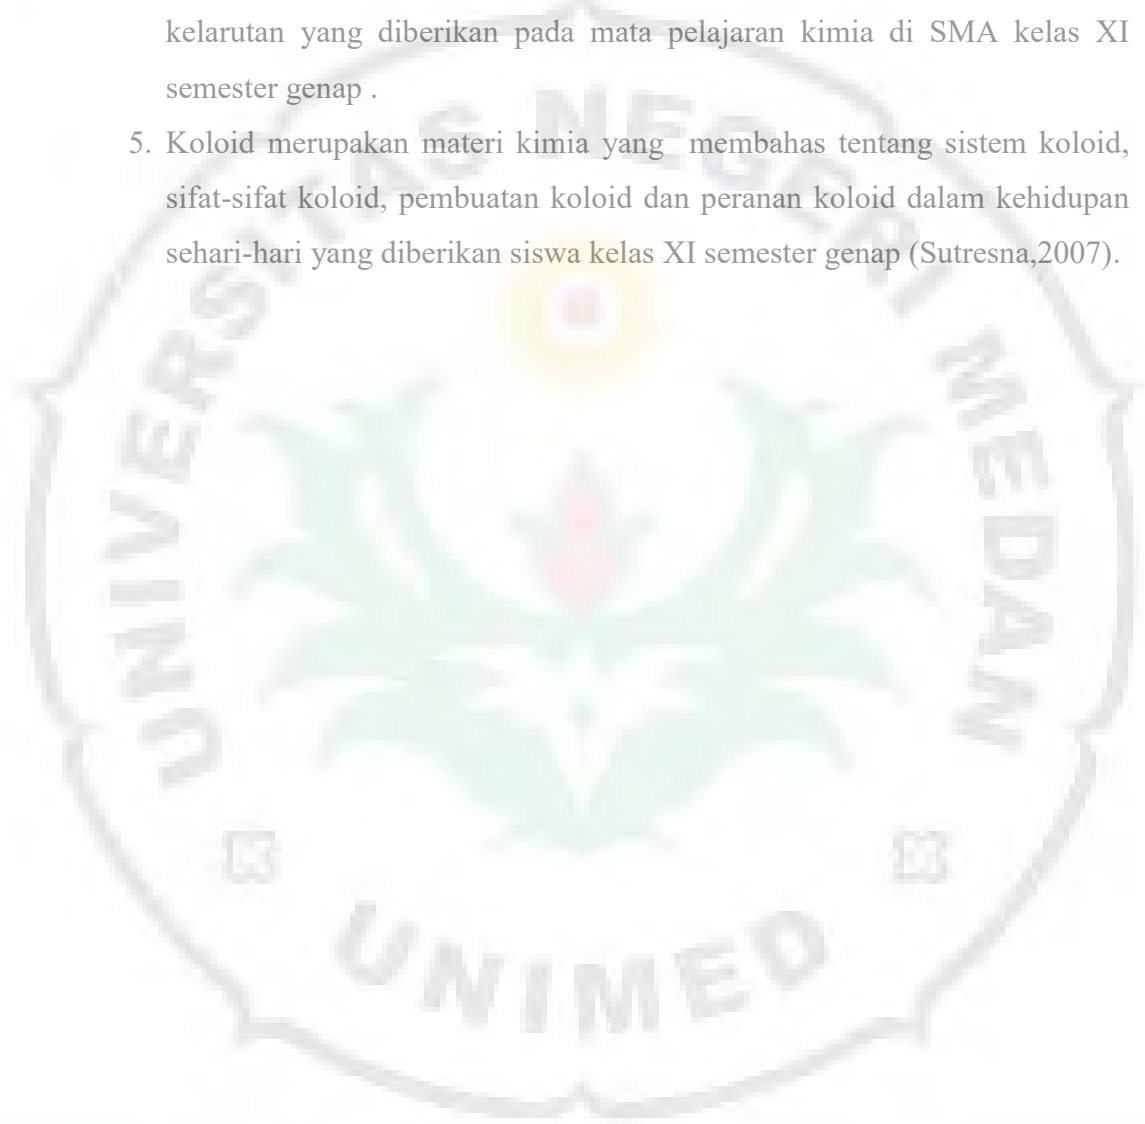 kelarutan yang diberikan pada mata pelajaran kimia di SMA kelas XI
semester genap .
5. Koloid merupakan materi kimia yang membahas tentang sistem koloid,
sifat-sifat koloid, pembuatan koloid dan peranan koloid dalam kehidupan
sehari-hari yang diberikan siswa kelas XI semester genap (Sutresna,2007).
UNIVERSITAS NEGERI MEDAN
UNIMED